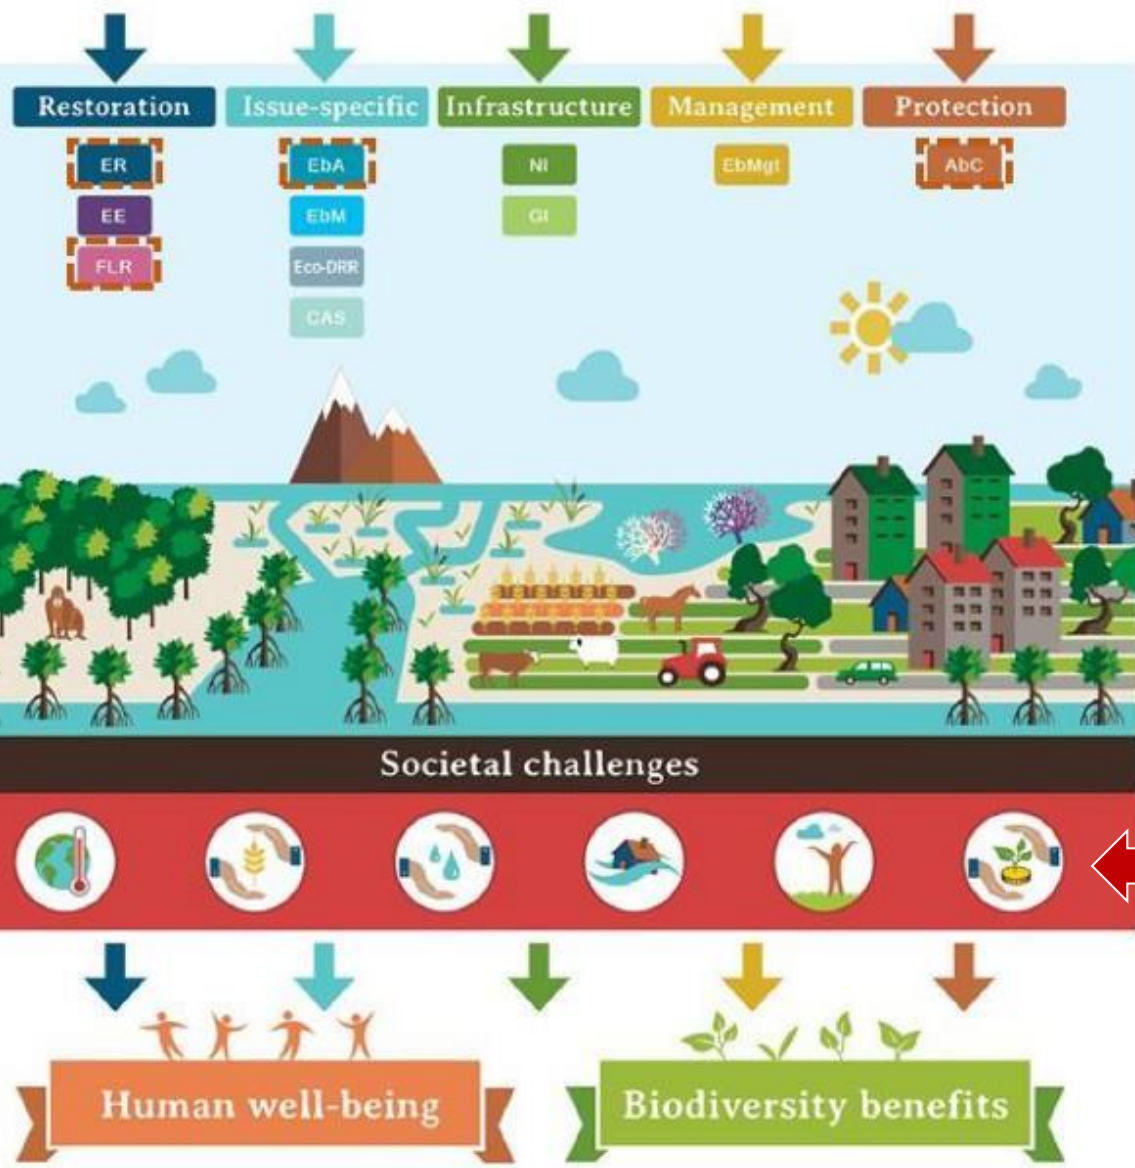 Restoration Issue-specific Infrastructure Management Protection
ER EbA NI EbMgt AbC
EE EbM GI
FLR Eco-DRR
CAS
Societal challenges
Human well-being Biodiversity benefits